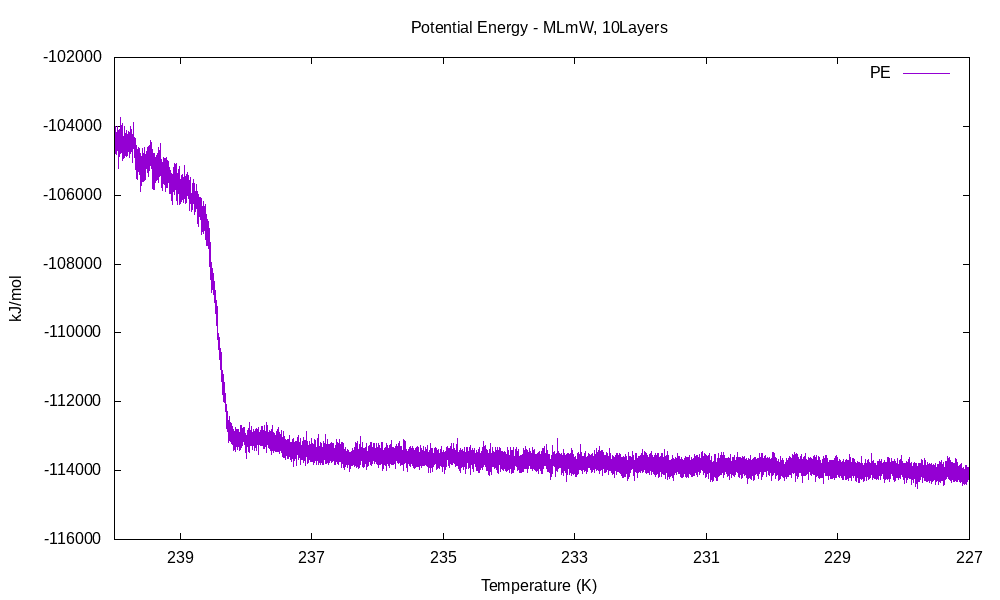 Potential Energy - MLmW, 10Layers
-102000
PE
-104000
-106000
-108000
kJ/mol
-110000
-112000
-114000
-116000
239 237 235 233 231 229 227
Temperature (K)